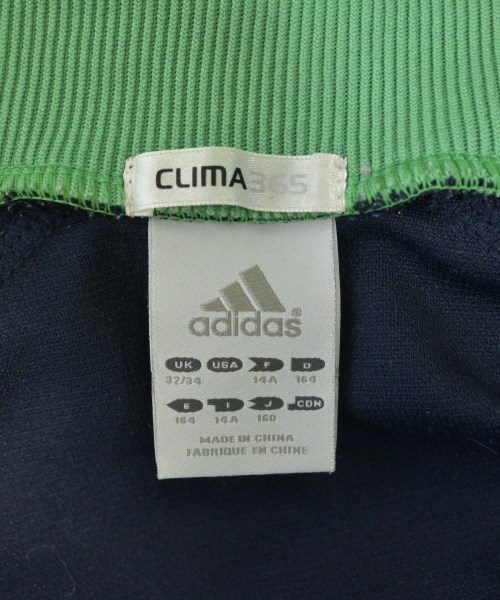 CLIMA365
adidas®
UK USA F D
32/34 14A 164
E I J CDN
164 14A 160
MADE IN CHINA
FABRIQUE EN CHINE